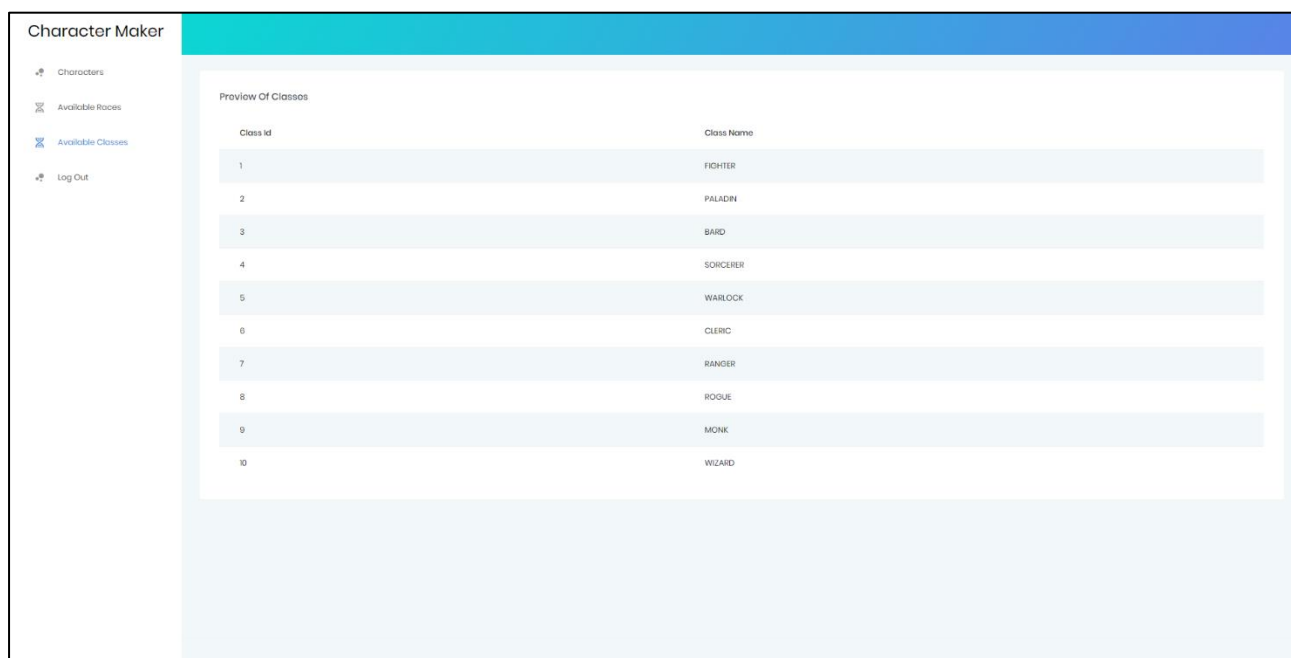 Character Maker
Characters
Available Races
Available Classes
Log Out
Preview Of Classes
Class Id Class Name
1 FIGHTER
2 PALADIN
3 BARD
4 SORCERER
5 WARLOCK
6 CLERIC
7 RANGER
8 ROGUE
9 MONK
10 WIZARD